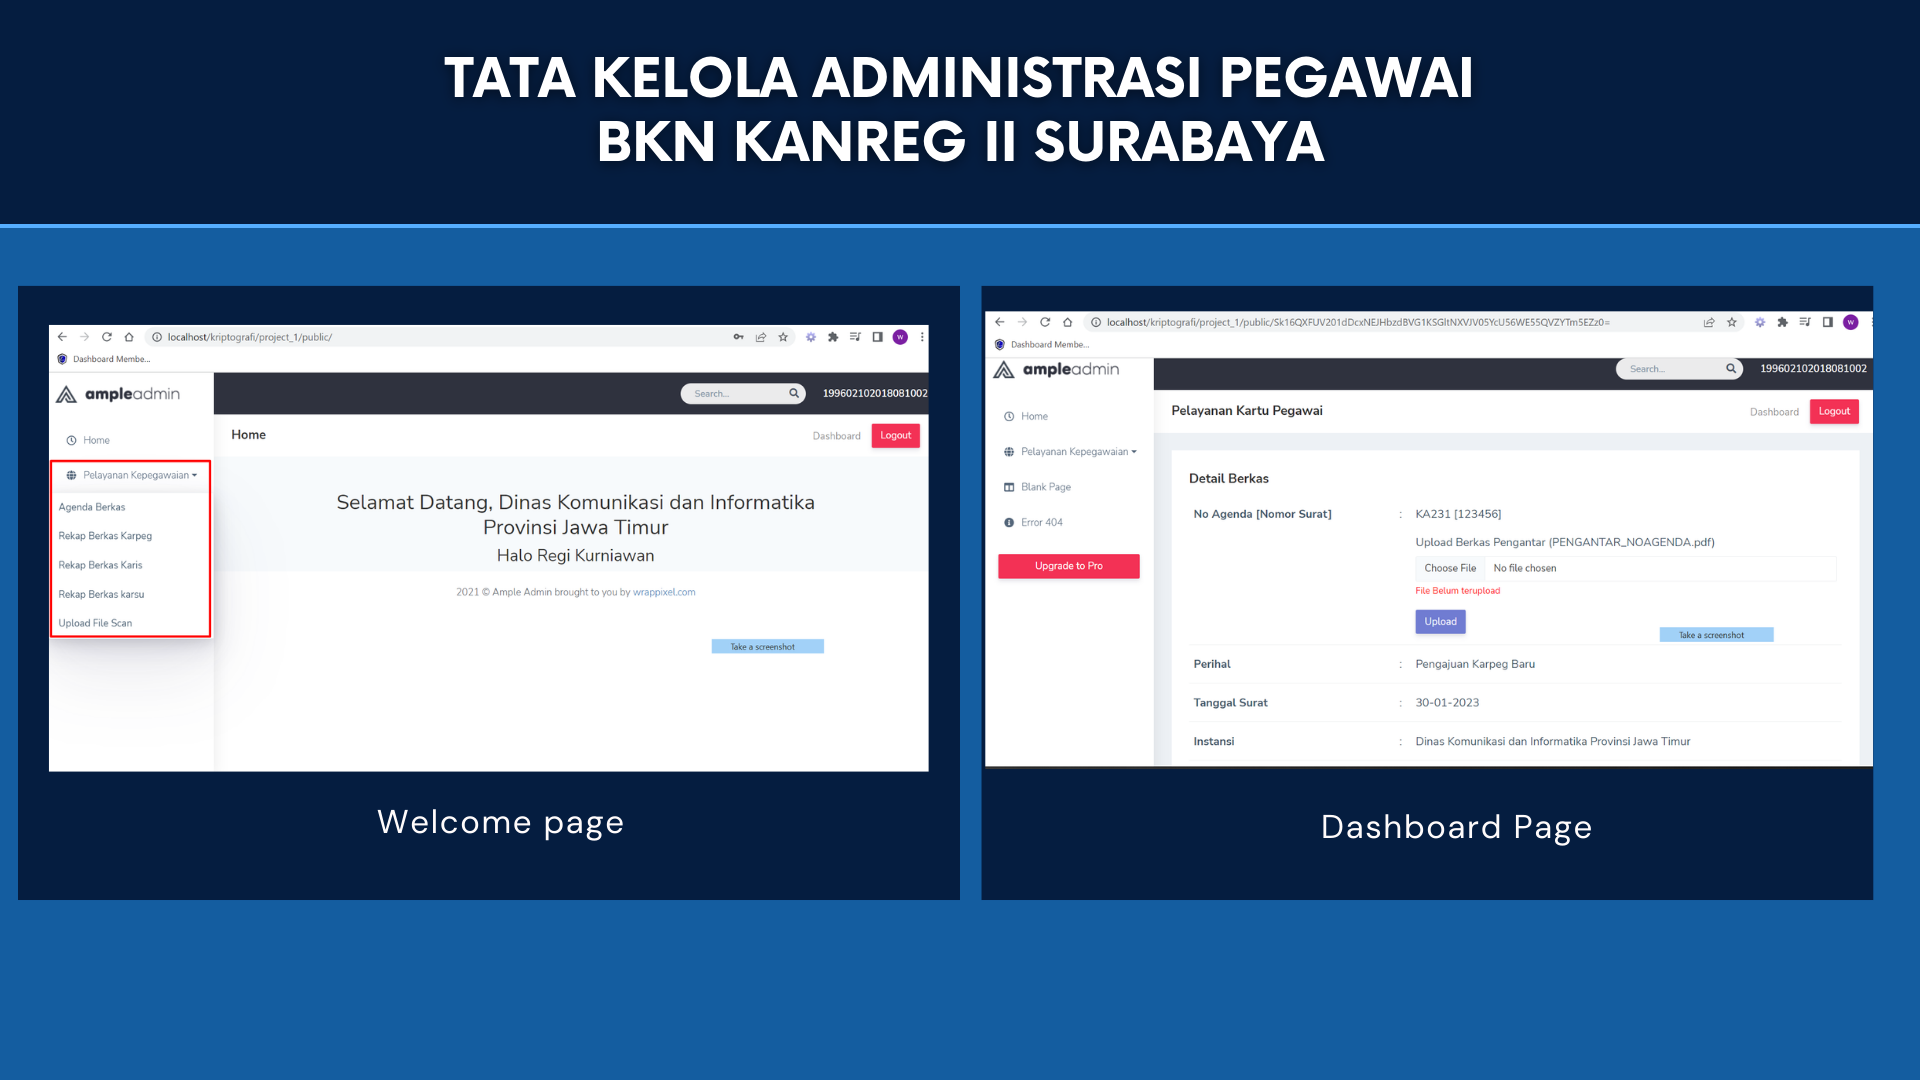 TATA KELOLA ADMINISTRASI PEGAWAI
BKN KANREG II SURABAYA
localhost/kriptografi/project_1/public/
W
Dashboard Membe...
ampleadmin
Search...
199602102018081002
Home
Home
Dashboard
Logout
Pelayanan Kepegawaian
Agenda Berkas
Rekap Berkas Karpeg
Rekap Berkas Karis
Rekap Berkas karsu
Upload File Scan
Selamat Datang, Dinas Komunikasi dan Informatika
Provinsi Jawa Timur
Halo Regi Kurniawan
2021 © Ample Admin brought to you by wrappixel.com
Take a screenshot
Welcome page
W
Dashboard Membe...
ampleadmin
Search...
199602102018081002
Home
Pelayanan Kepegawaian
Blank Page
Error 404
Upgrade to Pro
Pelayanan Kartu Pegawai
Dashboard
Logout
Detail Berkas
No Agenda [Nomor Surat] : KA231 [123456]
Upload Berkas Pengantar (PENGANTAR_NOAGENDA.pdf)
Choose File No file chosen
File Belum terupload
Upload
Take a screenshot
Perihal : Pengajuan Karpeg Baru
Tanggal Surat : 30-01-2023
Instansi : Dinas Komunikasi dan Informatika Provinsi Jawa Timur
Dashboard Page